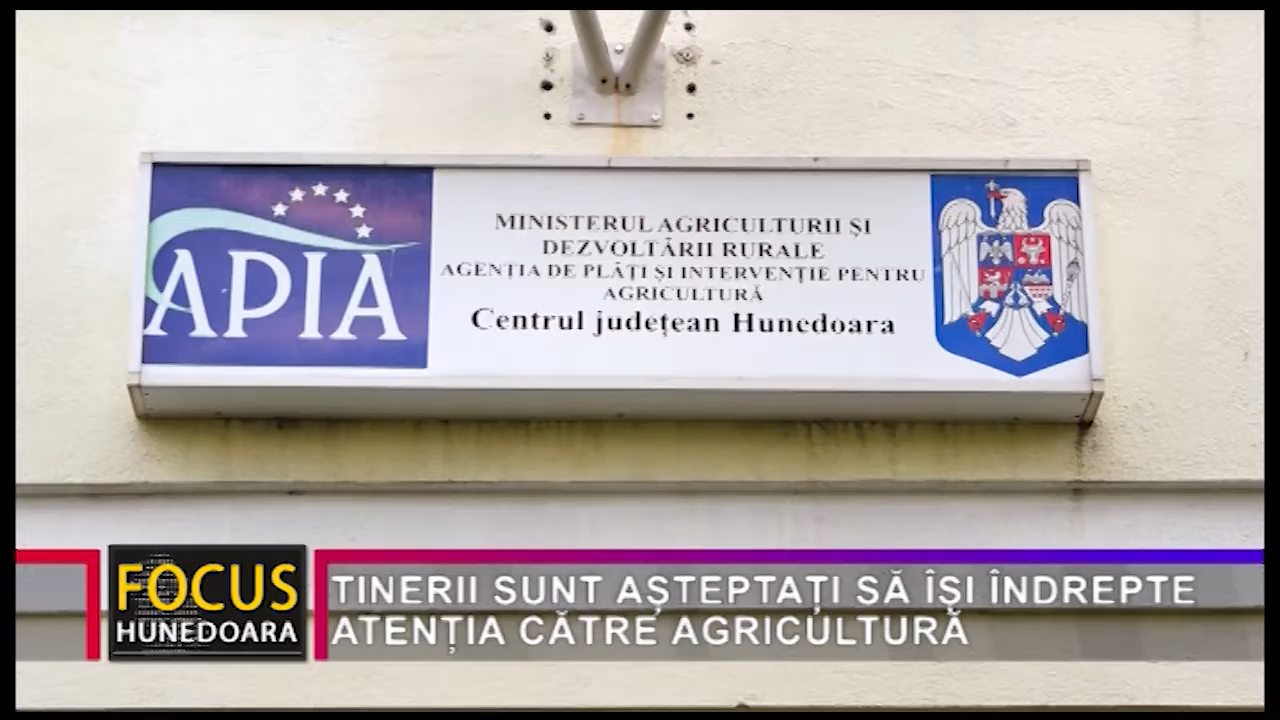 APIA
MINISTERUL AGRICULTURII ȘI
DEZVOLTĂRII RURALE
AGENȚIA DE PLĂȚI ȘI INTERVENȚIE PENTRU
AGRICULTURĂ
Centrul județean Hunedoara
FOCUS
HUNEDOARA
TINERII SUNT AȘTEPTAȚI SĂ ÎȘI ÎNDREPTE
ATENȚIA CĂTRE AGRICULTURĂ